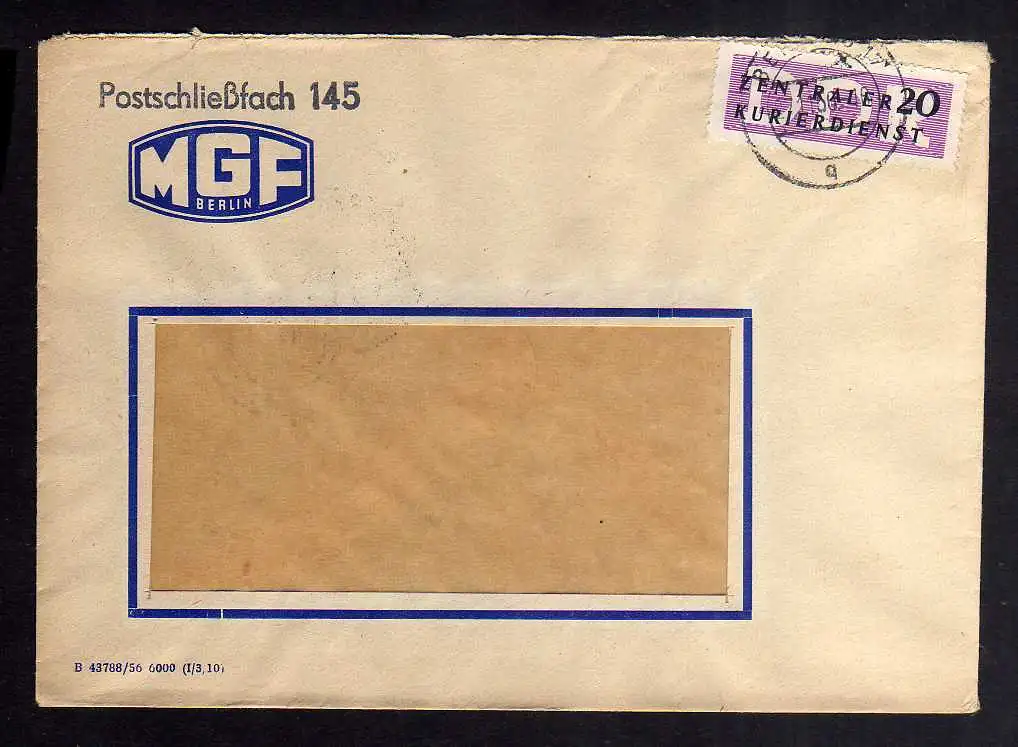 Postschließfach 145
MGF
BERLIN
ZENTRALER 20
KURIERDIENST
q
B 43788/56 6000 (I/3,10)